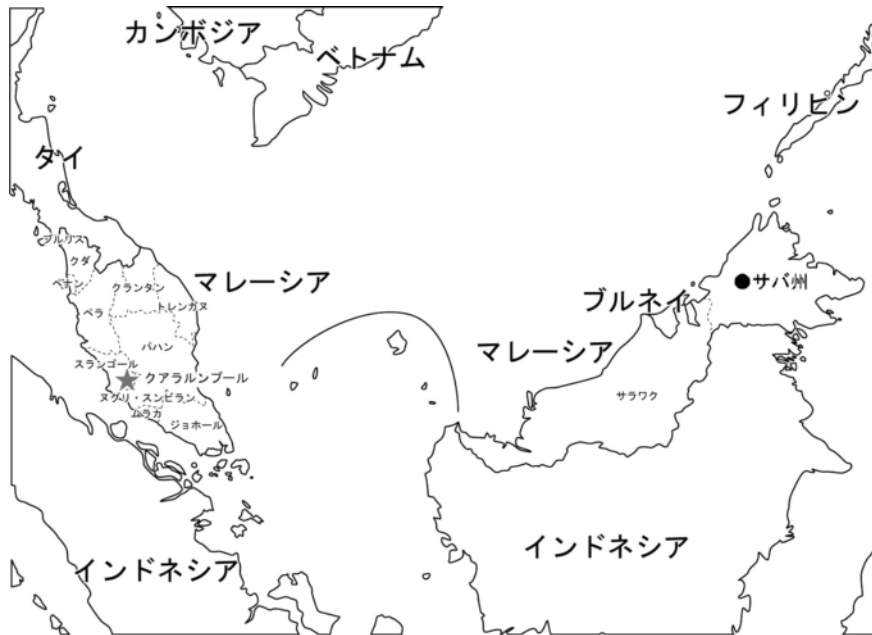 カンボジア
ベトナム
フィリピン
タイ
プルリス
クダ
ペナン
クランタン
マレーシア
トレンガヌ
ペラ
ブルネイ
サバ州
パハン
マレーシア
スランゴール
クアラルンプール
ヌグリ・スンビラン
サラワク
ムラカ
ジョホール
インドネシア
インドネシア